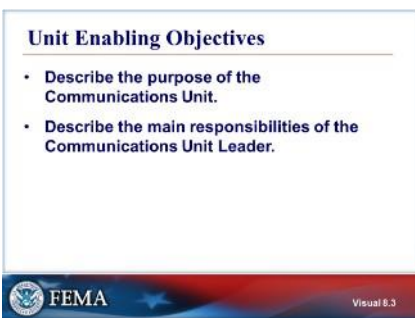 Unit Enabling Objectives
• Describe the purpose of the
Communications Unit.
• Describe the main responsibilities of the
Communications Unit Leader.
FEMA
Visual 8.3